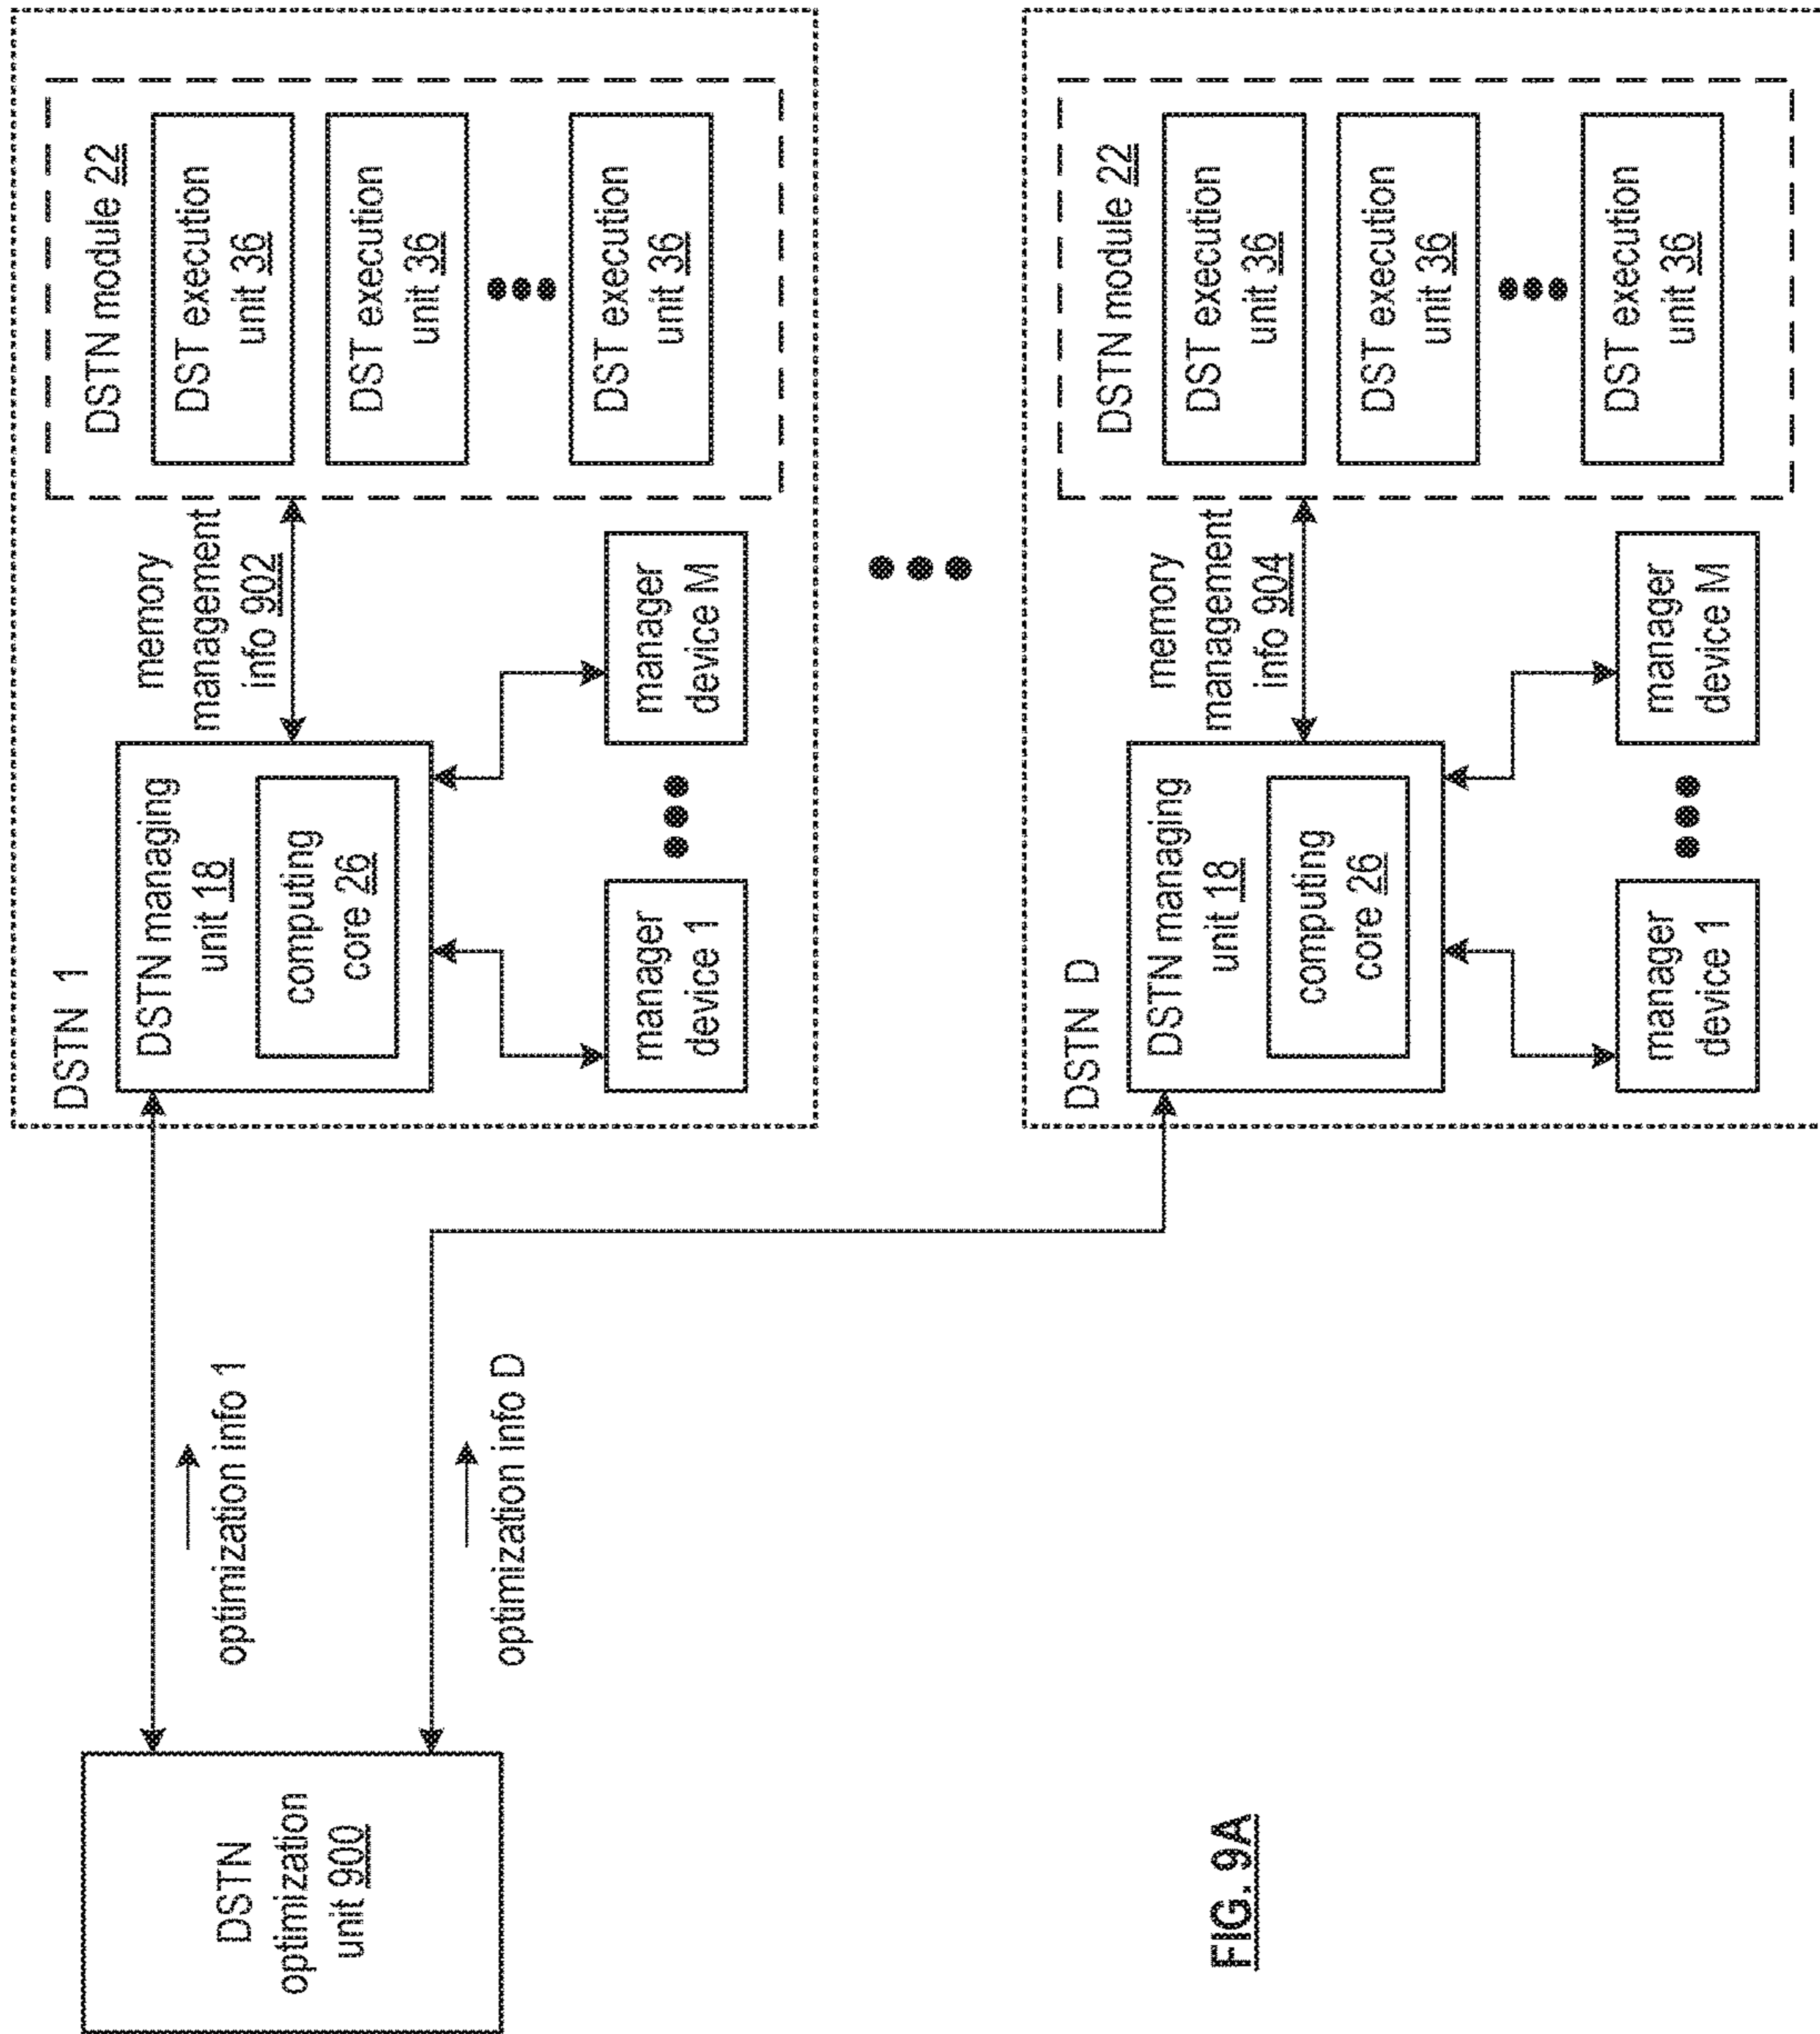 DSTN
optimization
unit 900
optimization info 1
optimization info D
DSTN 1
DSTN managing
unit 18
computing
core 26
manager
device 1
manager
device M
memory
management
info 902
DSTN module 22
DST execution
unit 36
DST execution
unit 36
DST execution
unit 36
DSTN D
DSTN managing
unit 18
computing
core 26
manager
device 1
manager
device M
memory
management
info 904
DSTN module 22
DST execution
unit 36
DST execution
unit 36
DST execution
unit 36
FIG. 9A